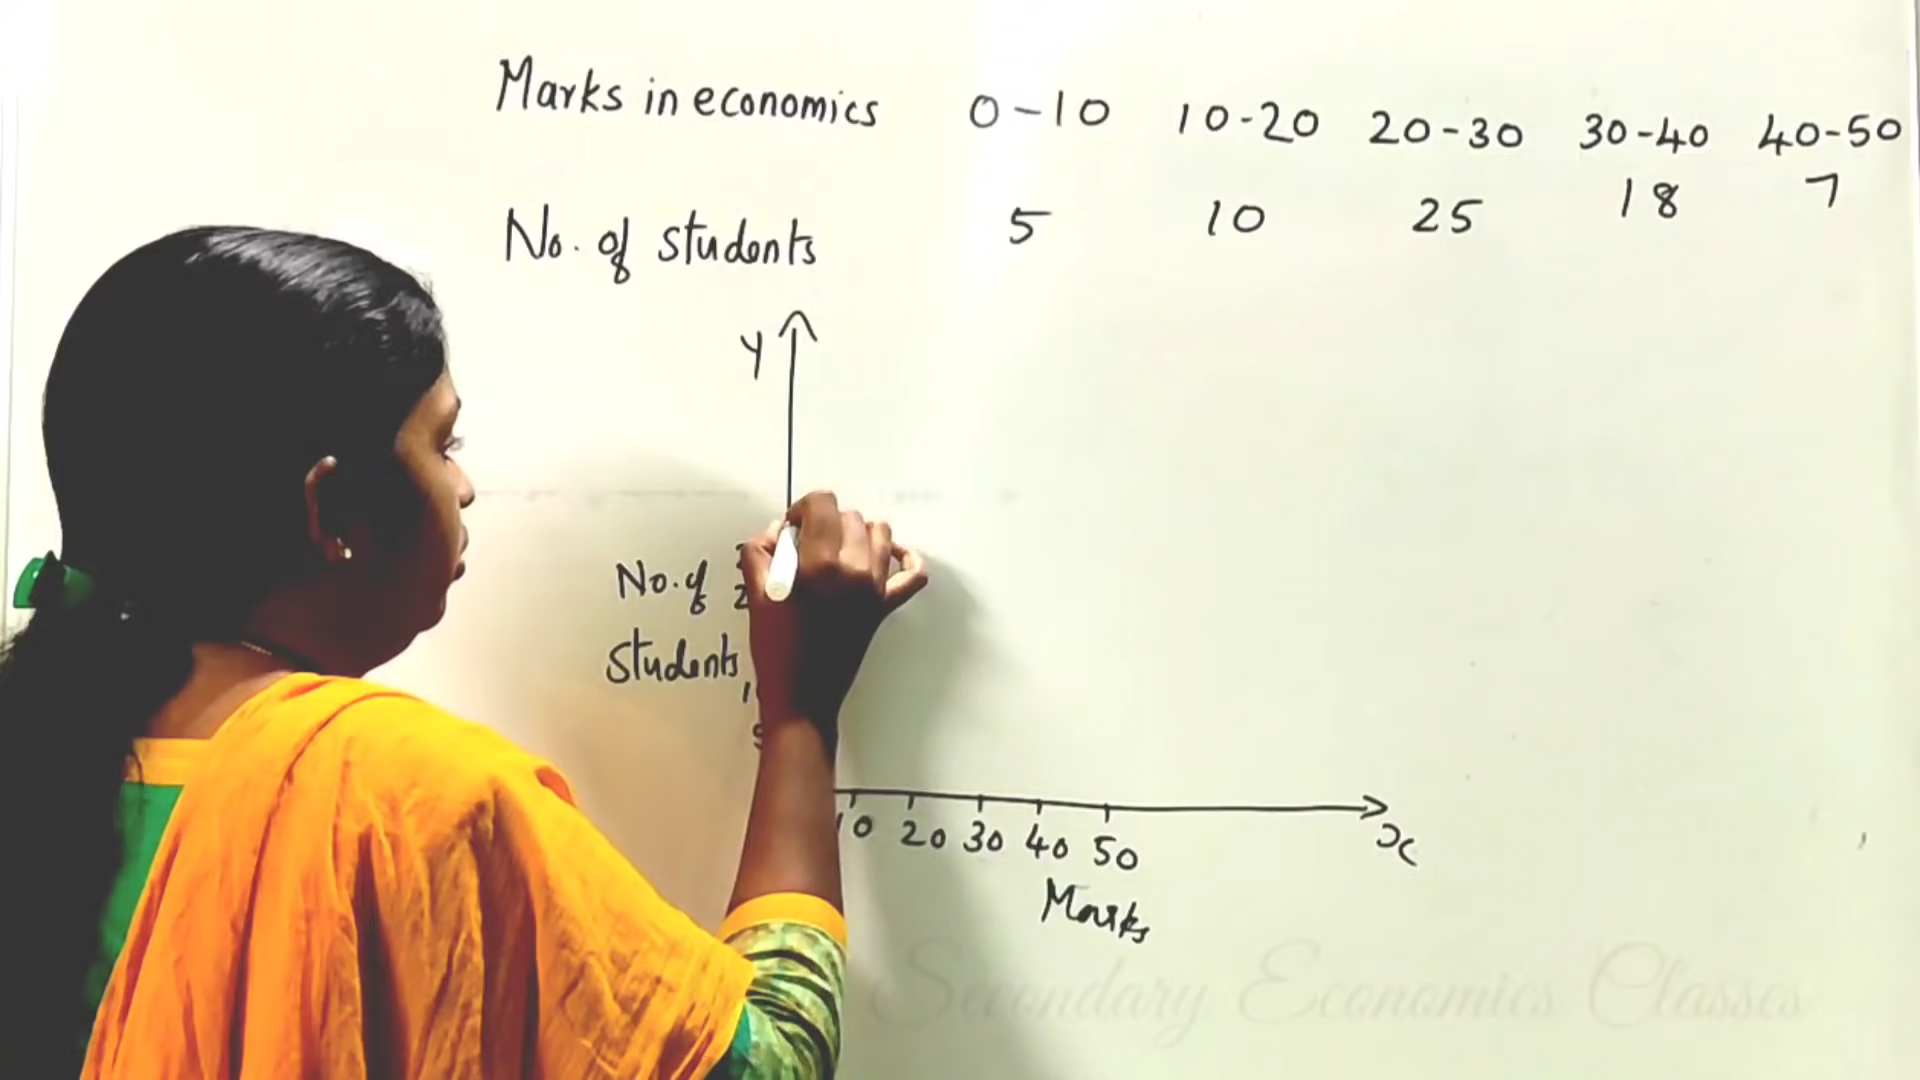 Marks in economics 0-10 10-20 20-30 30-40 40-50
No. of students 5 10 25 18 7
Y
No. of
Students
10 20 30 40 50
x
Marks
Secondary Economics Classes